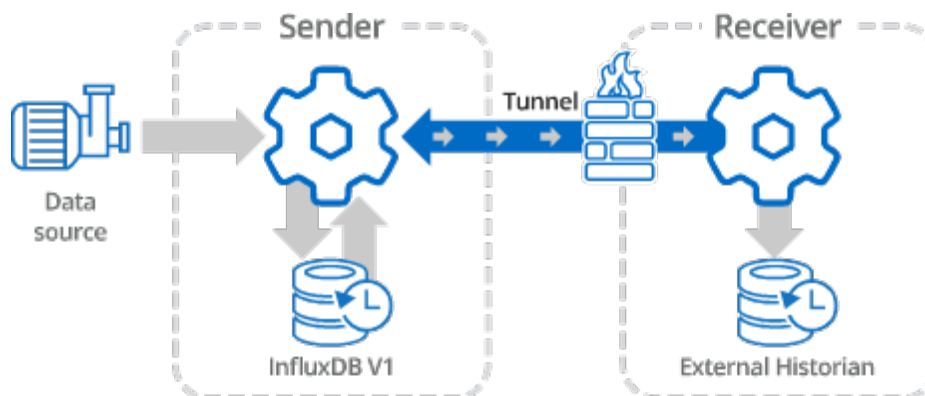 Sender
Receiver
Tunnel
Data
source
InfluxDB V1
External Historian